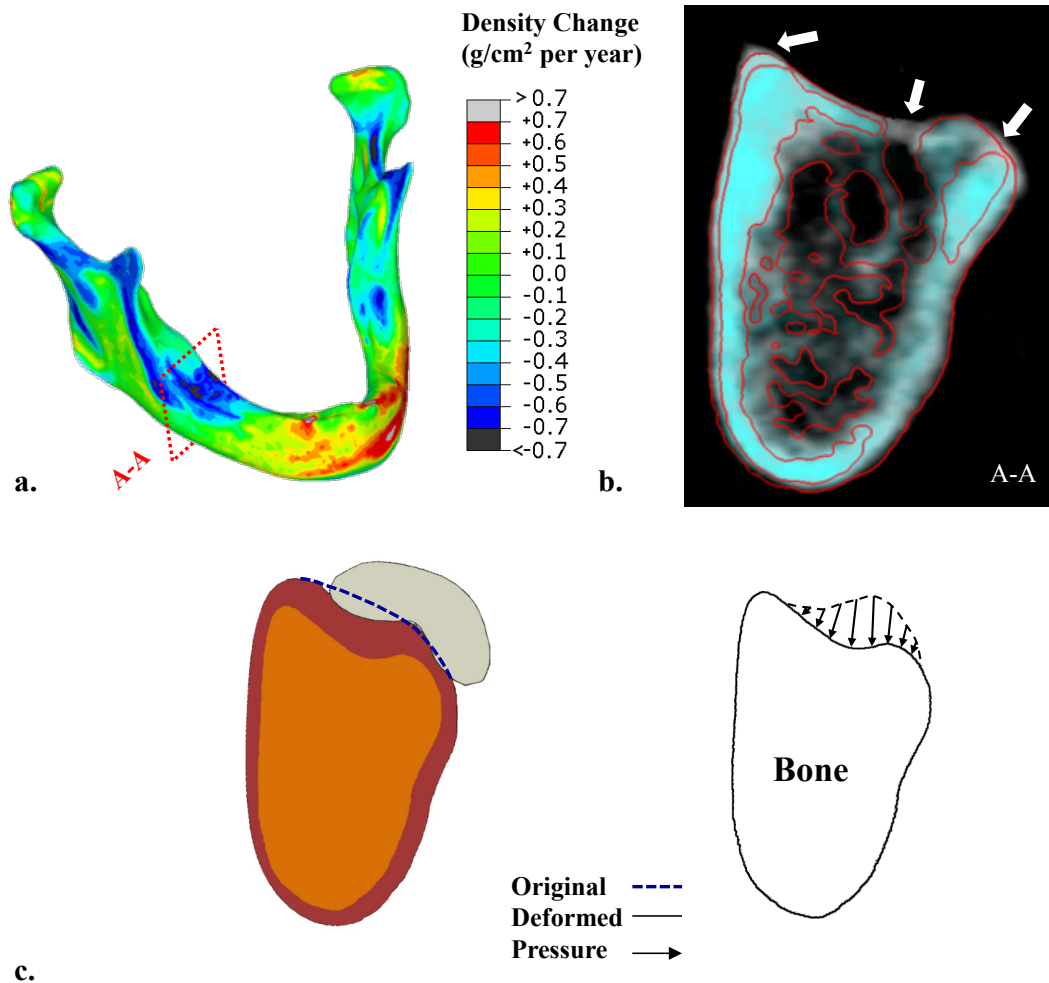 Density Change
(g/cm² per year)
> 0.7
+0.7
+0.6
+0.5
+0.4
+0.3
+0.2
+0.1
0.0
-0.1
-0.2
-0.3
-0.4
-0.5
-0.6
-0.7
<-0.7
A-A
a.
b.
A-A
Bone
Original
Deformed
Pressure
c.